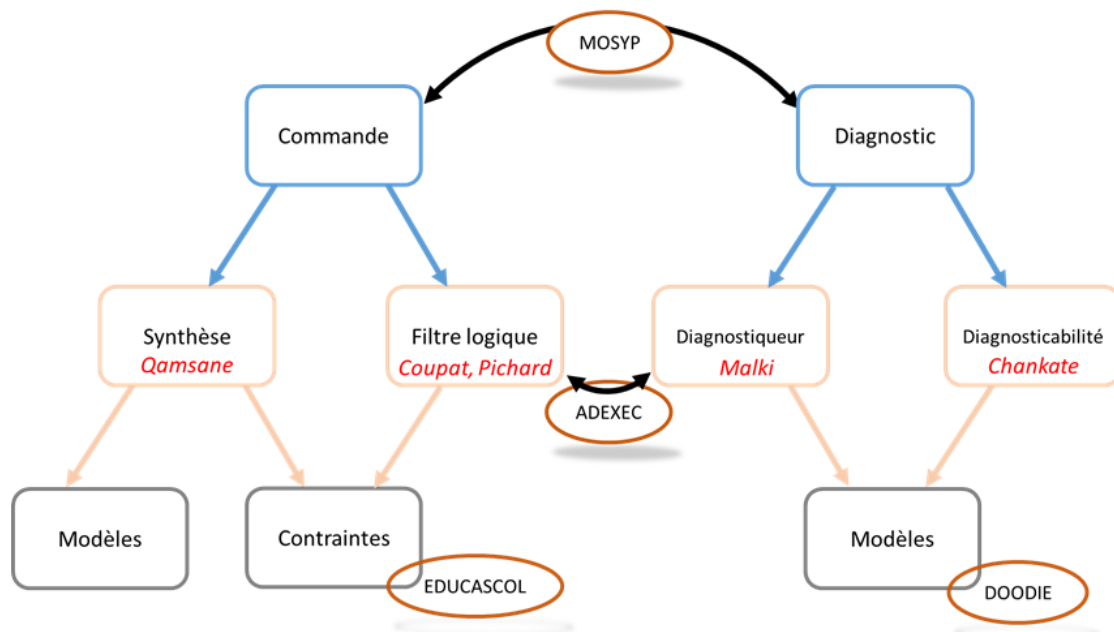 MOSYP
Commande
Diagnostic
Synthèse
Qamsane
Filtre logique
Coupat, Pichard
Diagnostiqueur
Malki
Diagnosticabilité
Chankate
ADEXEC
Modèles
Contraintes
Modèles
EDUCASCOL
DOODIE